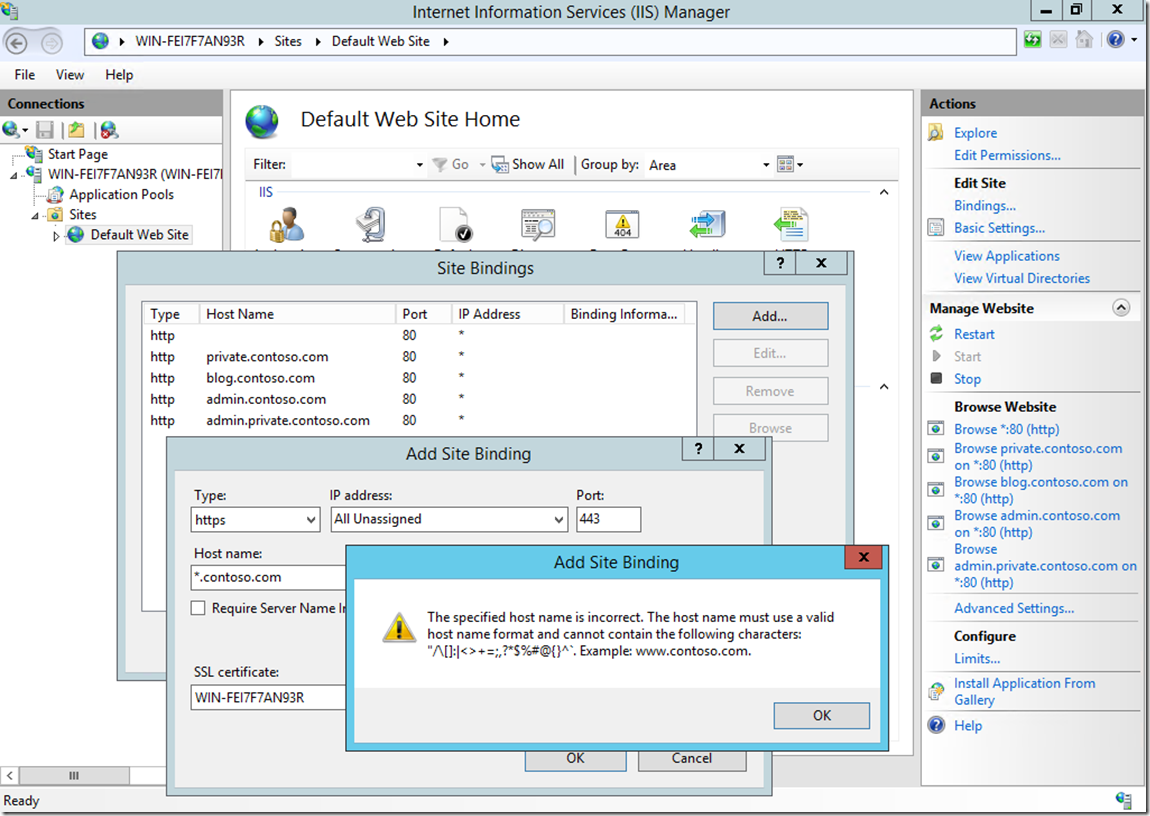 Internet Information Services (IIS) Manager
WIN-FEI7F7AN93R Sites Default Web Site
File View Help
Connections
Start Page
WIN-FEI7F7AN93R (WIN-FEI7
Application Pools
Sites
Default Web Site
Default Web Site Home
Filter: Go Show All Group by: Area
IIS
404
Site Bindings
?
Type Host Name Port IP Address Binding Informa...
http 80 *
http private.contoso.com 80 *
http blog.contoso.com 80 *
http admin.contoso.com 80 *
http admin.private.contoso.com 80 *
Add...
Edit...
Remove
Browse
Add Site Binding
?
Type: IP address: Port:
https All Unassigned 443
Host name:
*.contoso.com
Require Server Name
SSL certificate:
WIN-FEI7F7AN93R
OK Cancel
Add Site Binding
The specified host name is incorrect. The host name must use a valid
host name format and cannot contain the following characters:
"/\[]:|<>+=;,?*$%#@{}^`. Example: www.contoso.com.
OK
Actions
Explore
Edit Permissions...
Edit Site
Bindings...
Basic Settings...
View Applications
View Virtual Directories
Manage Website
Restart
Start
Stop
Browse Website
Browse *:80 (http)
Browse private.contoso.com
on *:80 (http)
Browse blog.contoso.com on
*:80 (http)
Browse admin.contoso.com
on *:80 (http)
Browse
admin.private.contoso.com on
*:80 (http)
Advanced Settings...
Configure
Limits...
Install Application From
Gallery
Help
Ready